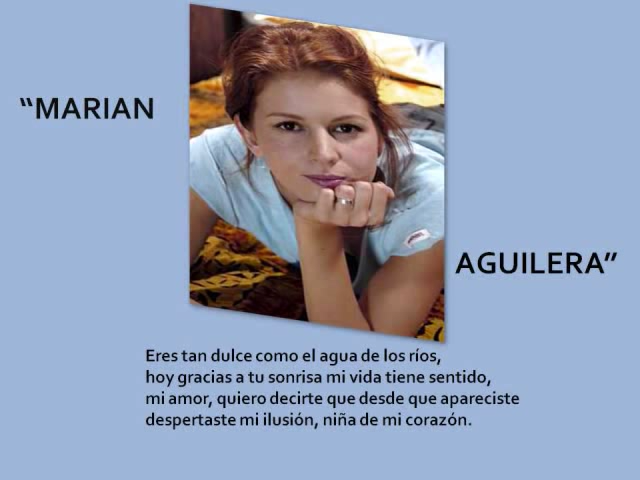 “MARIAN
AGUILERA”
Eres tan dulce como el agua de los ríos,
hoy gracias a tu sonrisa mi vida tiene sentido,
mi amor, quiero decirte que desde que apareciste
despertaste mi ilusión, niña de mi corazón.